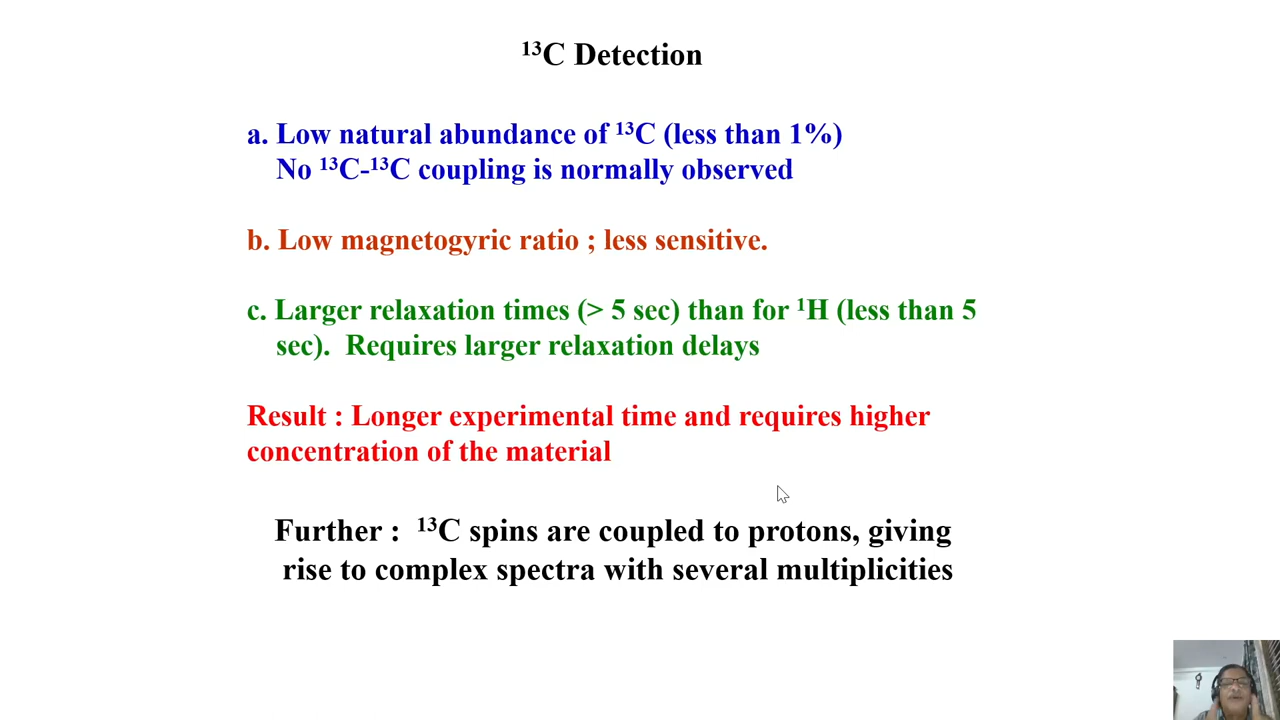 ¹³C Detection
a. Low natural abundance of ¹³C (less than 1%)
No ¹³C-¹³C coupling is normally observed
b. Low magnetogyric ratio ; less sensitive.
c. Larger relaxation times (> 5 sec) than for ¹H (less than 5
sec). Requires larger relaxation delays
Result : Longer experimental time and requires higher
concentration of the material
Further : ¹³C spins are coupled to protons, giving
rise to complex spectra with several multiplicities